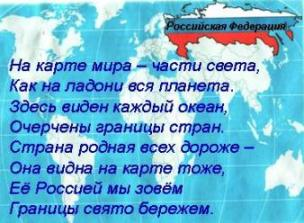 Российская Федерация
На карте мира – части света,
Как на ладони вся планета.
Здесь виден каждый океан,
Очерчены границы стран.
Страна родная всех дороже –
Она видна на карте тоже,
Её Россией мы зовём
Границы свято бережем.